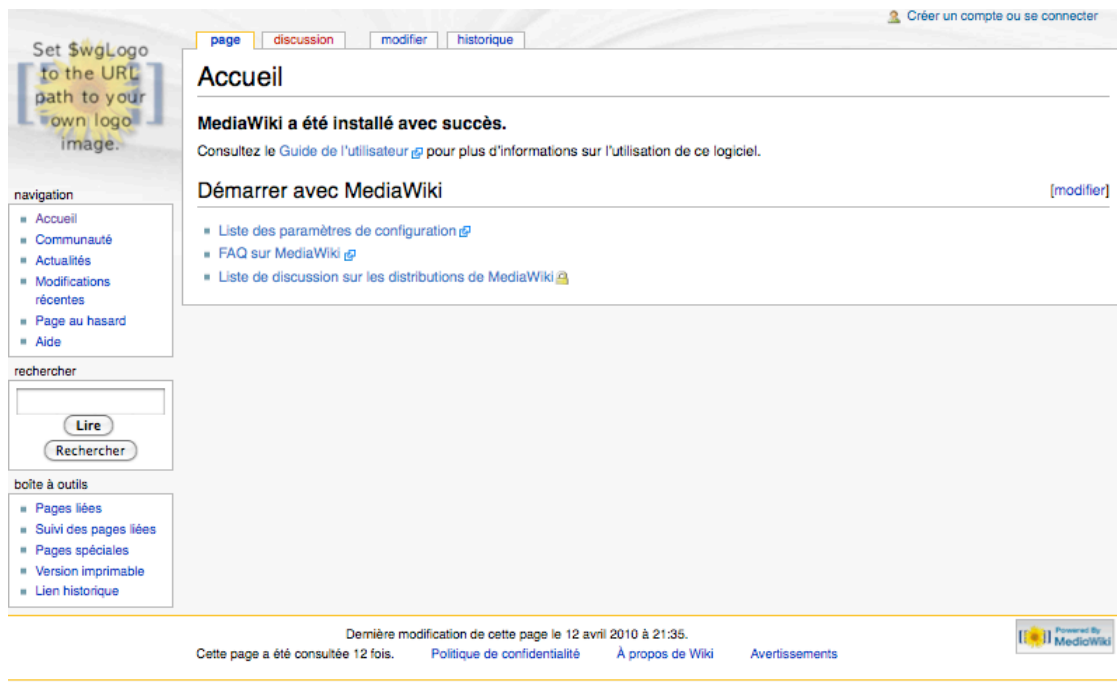 Créer un compte ou se connecter
Set $wgLogo
to the URL
path to your
own logo
image.
page discussion modifier historique
Accueil
MediaWiki a été installé avec succès.
Consultez le Guide de l'utilisateur pour plus d'informations sur l'utilisation de ce logiciel.
Démarrer avec MediaWiki [modifier]
Liste des paramètres de configuration
FAQ sur MediaWiki
Liste de discussion sur les distributions de MediaWiki
navigation
Accueil
Communauté
Actualités
Modifications
récentes
Page au hasard
Aide
rechercher
Lire
Rechercher
boîte à outils
Pages liées
Suivi des pages liées
Pages spéciales
Version imprimable
Lien historique
Dernière modification de cette page le 12 avril 2010 à 21:35.
Cette page a été consultée 12 fois. Politique de confidentialité À propos de Wiki Avertissements
Powered By
MediaWiki